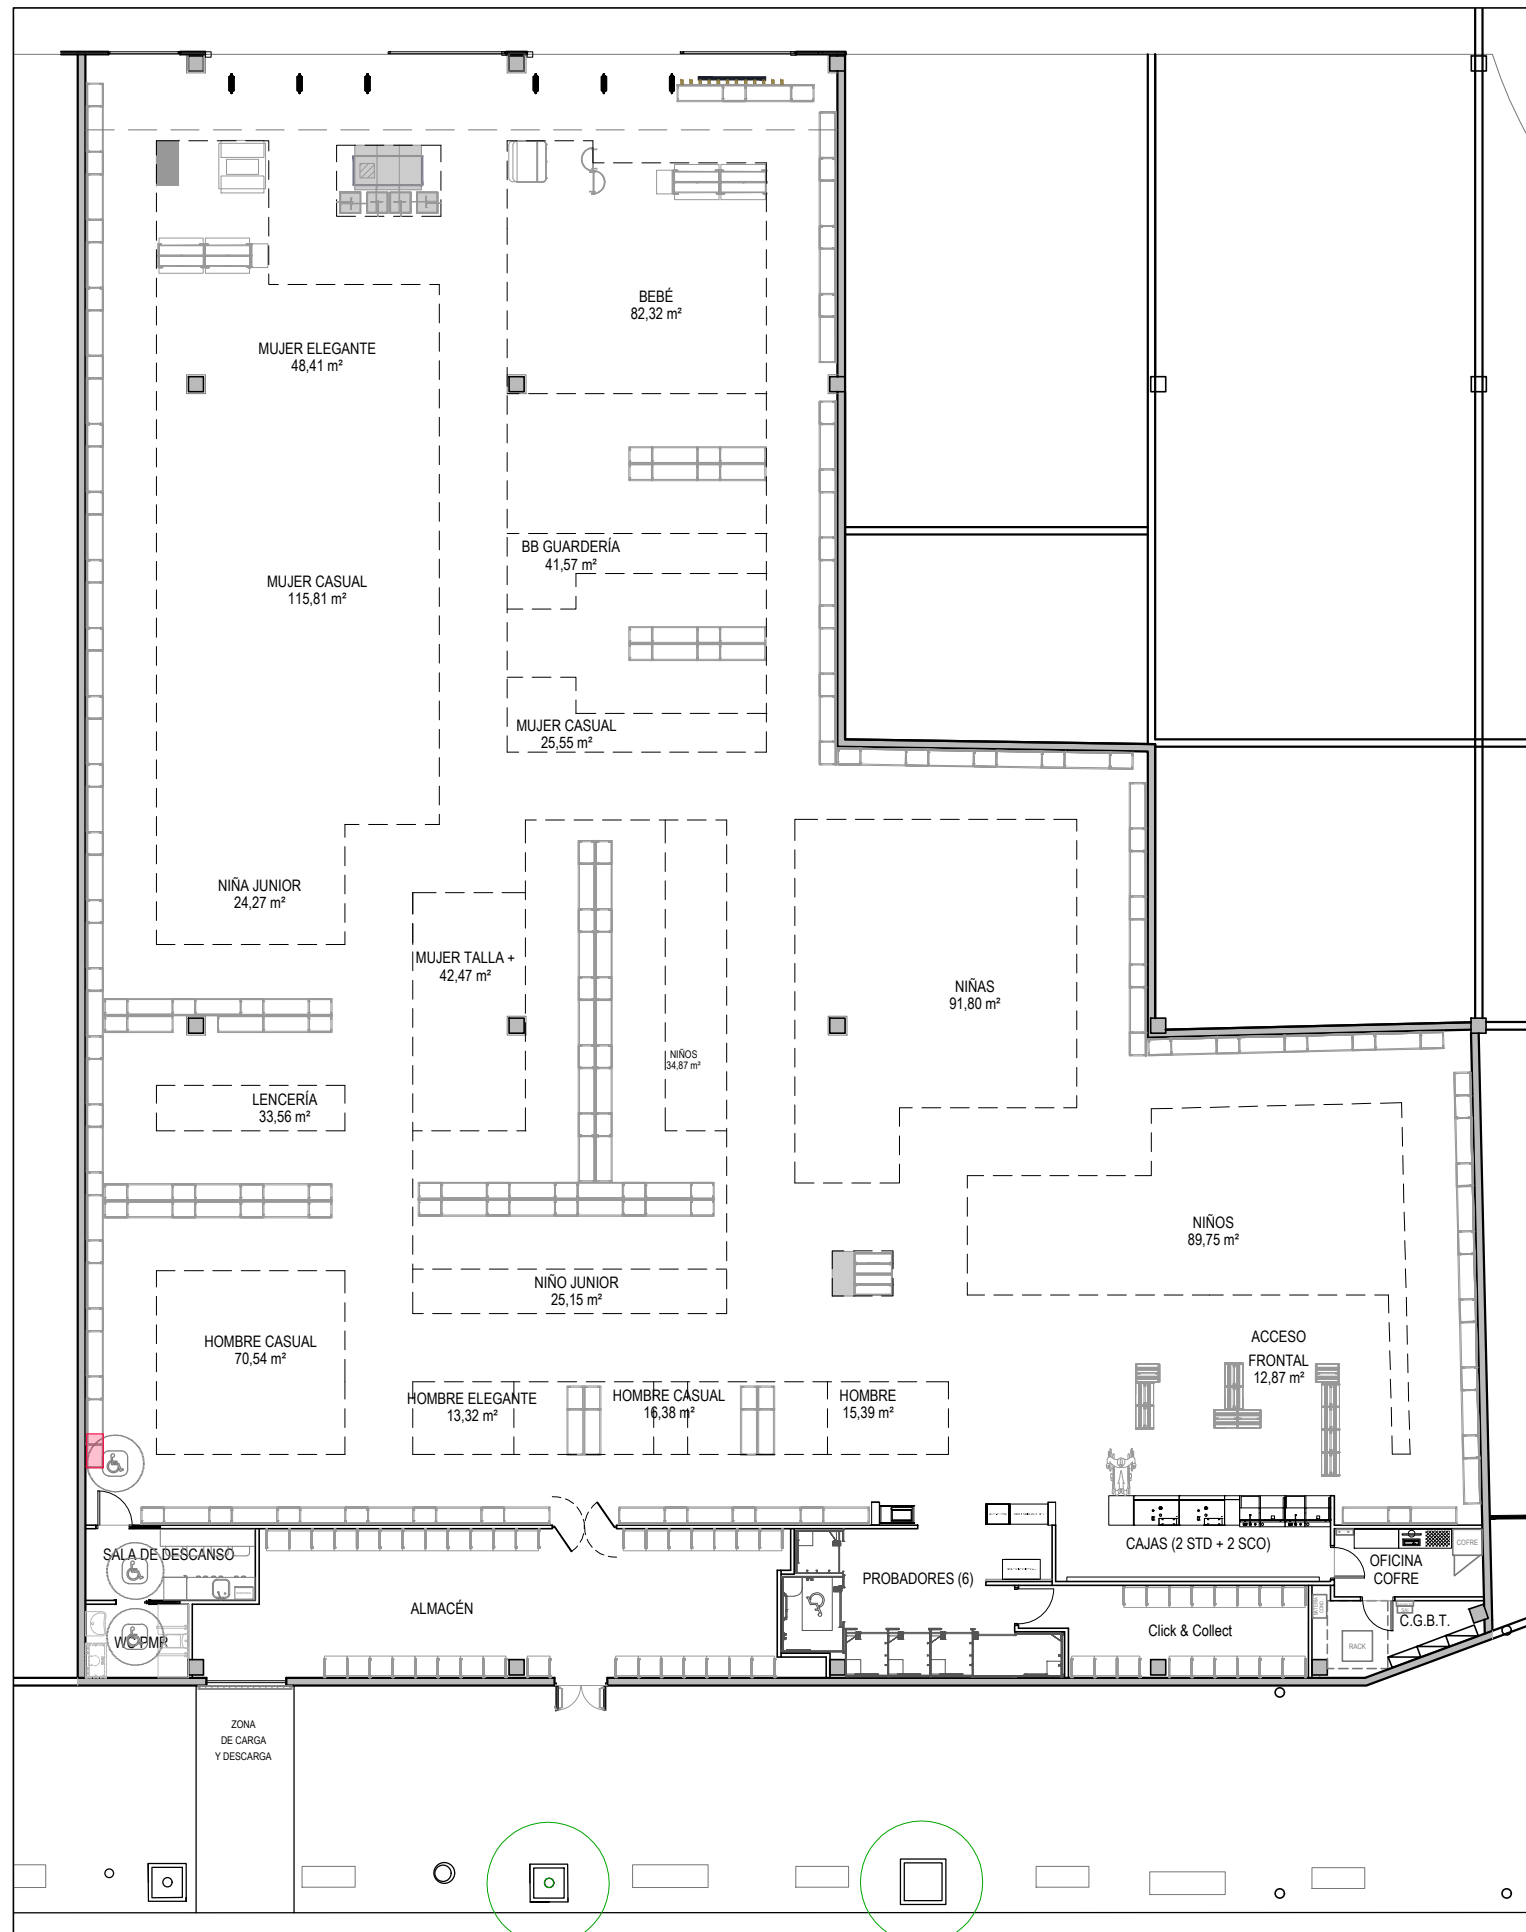 BEBÉ
82,32 m²
MUJER ELEGANTE
48,41 m²
BB GUARDERÍA
41,57 m²
MUJER CASUAL
115,81 m²
MUJER CASUAL
25,55 m²
NIÑA JUNIOR
24,27 m²
MUJER TALLA +
42,47 m²
NIÑAS
91,80 m²
NIÑOS
34,87 m²
LENCERÍA
33,56 m²
NIÑOS
89,75 m²
NIÑO JUNIOR
25,15 m²
HOMBRE CASUAL
70,54 m²
ACCESO
FRONTAL
12,87 m²
HOMBRE ELEGANTE
13,32 m²
HOMBRE CASUAL
16,38 m²
HOMBRE
15,39 m²
CAJAS (2 STD + 2 SCO)
COFRE
SALA DE DESCANSO
OFICINA
COFRE
PROBADORES (6)
ALMACÉN
Click & Collect
C.G.B.T.
WC PMR
RACK
ZONA
DE CARGA
Y DESCARGA